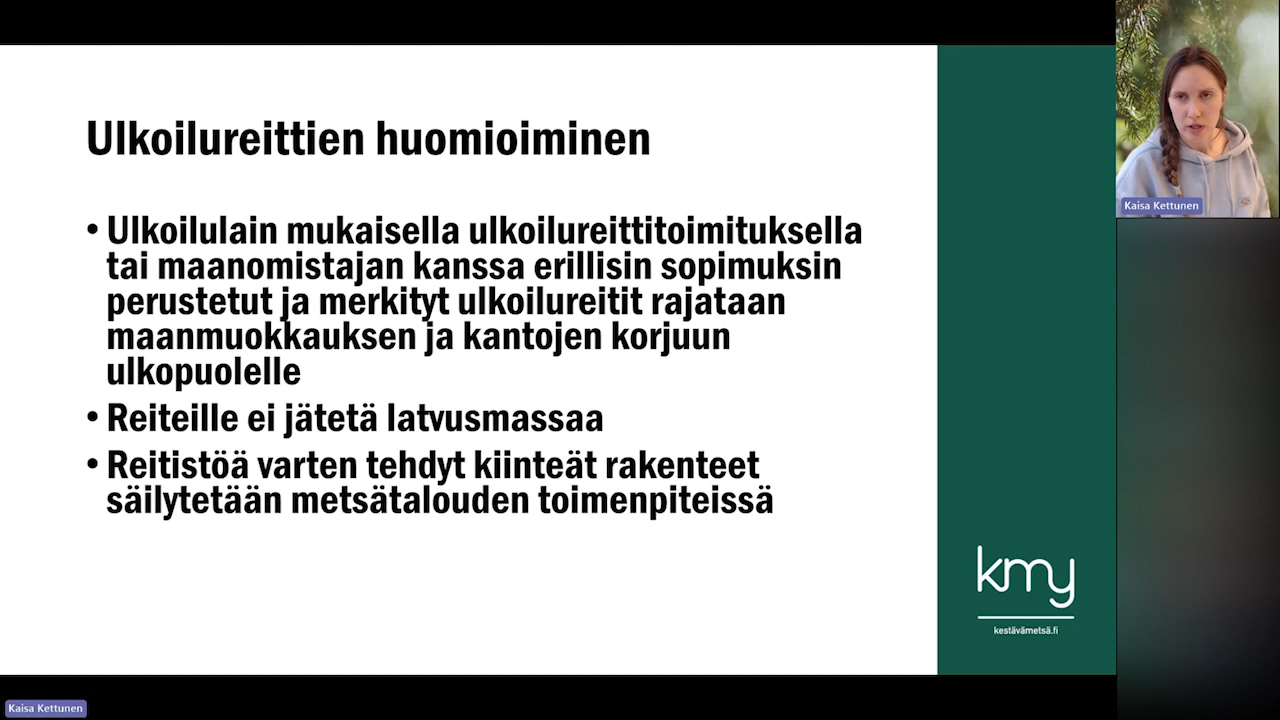 Ulkoilureittien huomioiminen
• Ulkoilulain mukaisella ulkoilureittitoimituksella
tai maanomistajan kanssa erillisin sopimuksin
perustetut ja merkityt ulkoilureitit rajataan
maanmuokkauksen ja kantojen korjuun
ulkopuolelle
• Reiteille ei jätetä latvusmassaa
• Reitistöä varten tehdyt kiinteät rakenteet
säilytetään metsätalouden toimenpiteissä
kmy
kestävämetsä.fi
Kaisa Kettunen
Kaisa Kettunen